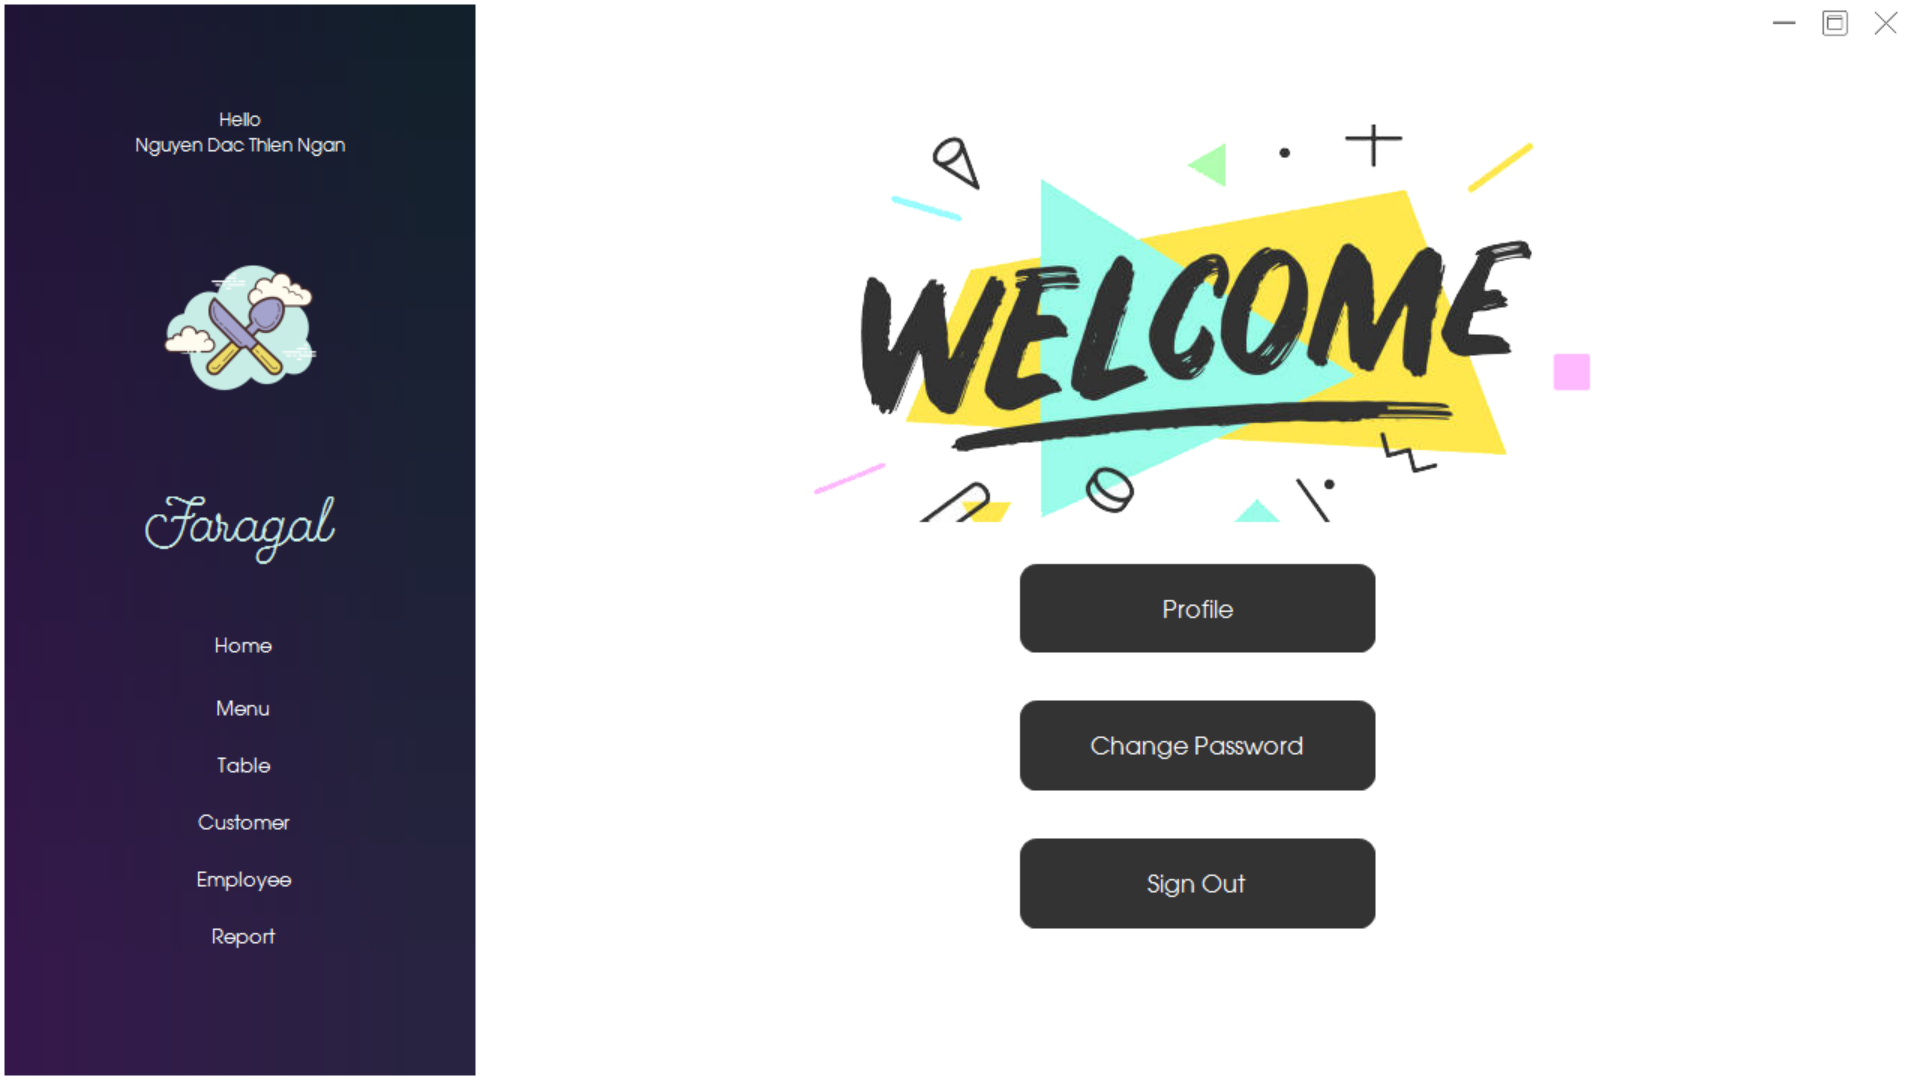 Hello
Nguyen Dac Thien Ngan
Faragal
Home
Menu
Table
Customer
Employee
Report
WELCOME
Profile
Change Password
Sign Out